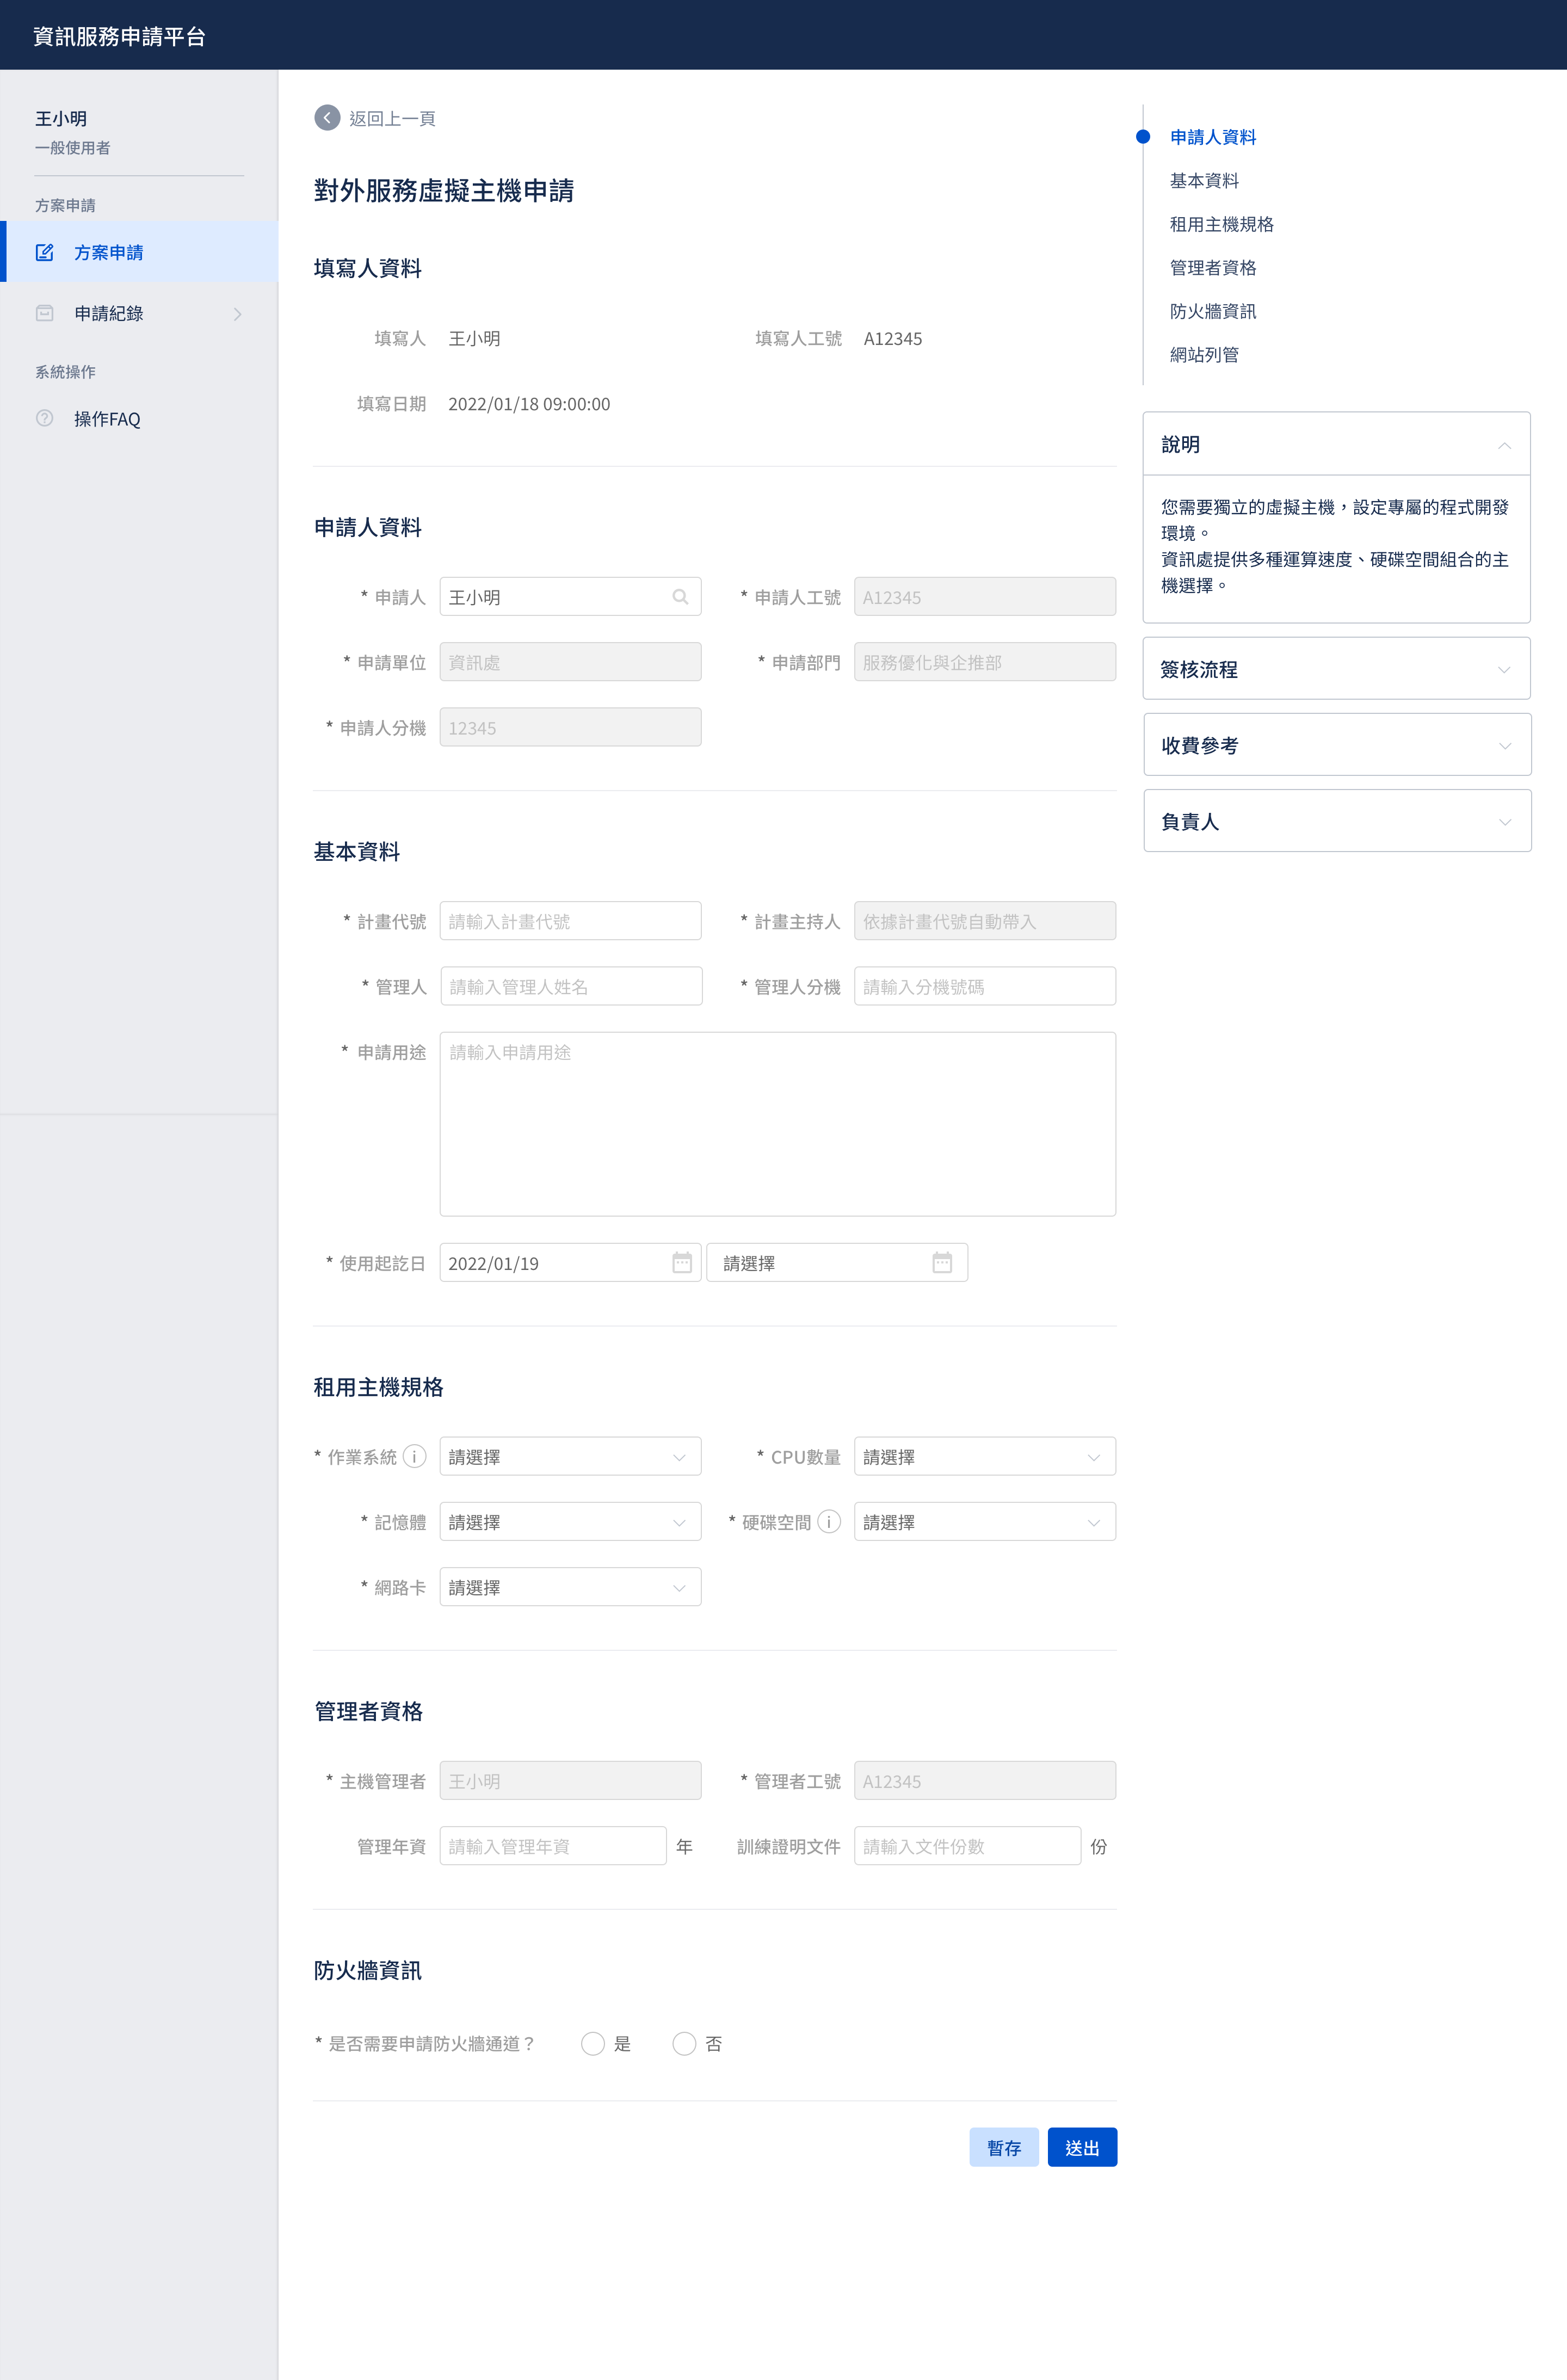 資訊服務申請平台
王小明
一般使用者
方案申請
方案申請
申請紀錄
系統操作
操作FAQ
返回上一頁
對外服務虛擬主機申請
填寫人資料
填寫人 王小明 填寫人工號 A12345
填寫日期 2022/01/18 09:00:00
申請人資料
* 申請人 王小明 * 申請人工號 A12345
* 申請單位 資訊處 * 申請部門 服務優化與企推部
* 申請人分機 12345
基本資料
* 計畫代號 請輸入計畫代號 * 計畫主持人 依據計畫代號自動帶入
* 管理人 請輸入管理人姓名 * 管理人分機 請輸入分機號碼
* 申請用途 請輸入申請用途
* 使用起訖日 2022/01/19 請選擇
租用主機規格
* 作業系統 i 請選擇 * CPU數量 請選擇
* 記憶體 請選擇 * 硬碟空間 i 請選擇
* 網路卡 請選擇
管理者資格
* 主機管理者 王小明 * 管理者工號 A12345
管理年資 請輸入管理年資 年 訓練證明文件 請輸入文件份數 份
防火牆資訊
* 是否需要申請防火牆通道？ 是 否
暫存 送出
申請人資料
基本資料
租用主機規格
管理者資格
防火牆資訊
網站列管
說明
您需要獨立的虛擬主機，設定專屬的程式開發
環境。
資訊處提供多種運算速度、硬碟空間組合的主
機選擇。
簽核流程
收費參考
負責人